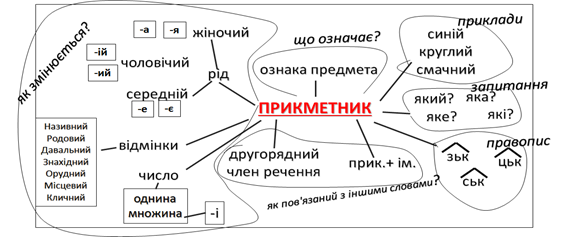 як змінюється?
-а
-я
жіночий
-ій
-ий
чоловічий
рід
середній
-е
-є
Називний
Родовий
Давальний
Знахідний
Орудний
Місцевий
Кличний
відмінки
число
однина
множина
-і
що означає?
ознака предмета
ПРИКМЕТНИК
другорядний
член речення
прик.+ ім.
як пов'язаний з іншими словами?
приклади
синій
круглий
смачний
запитання
який?
яка?
яке?
які?
правопис
зьк
цьк
ськ